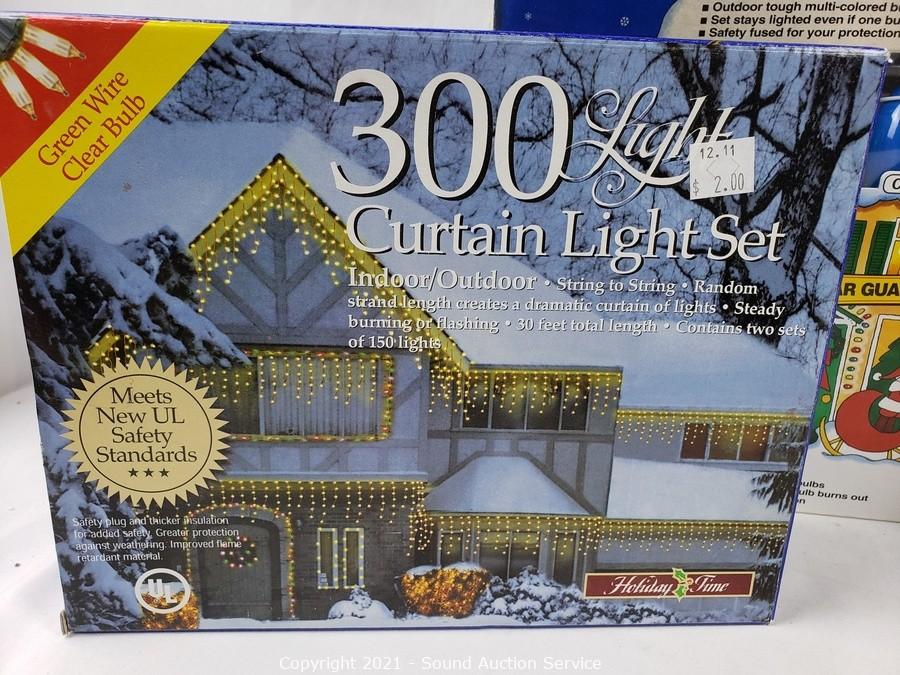 Outdoor tough multi-colored
Set stays lighted even if one
Safety fused for your protection
Green Wire
Clear Bulb
300 Light
12.11
$ 2.00
Curtain Light Set
Indoor/Outdoor • String to String • Random
strand length creates a dramatic curtain of lights • Steady
burning or flashing • 30 feet total length • Contains two sets
of 150 lights
Meets
New UL
Safety
Standards
Safety plug and thicker insulation
for added safety. Greater protection
against weathering. Improved flame
retardant material.
UL
Holiday Time
ulb burns out
Copyright 2021 - Sound Auction Service